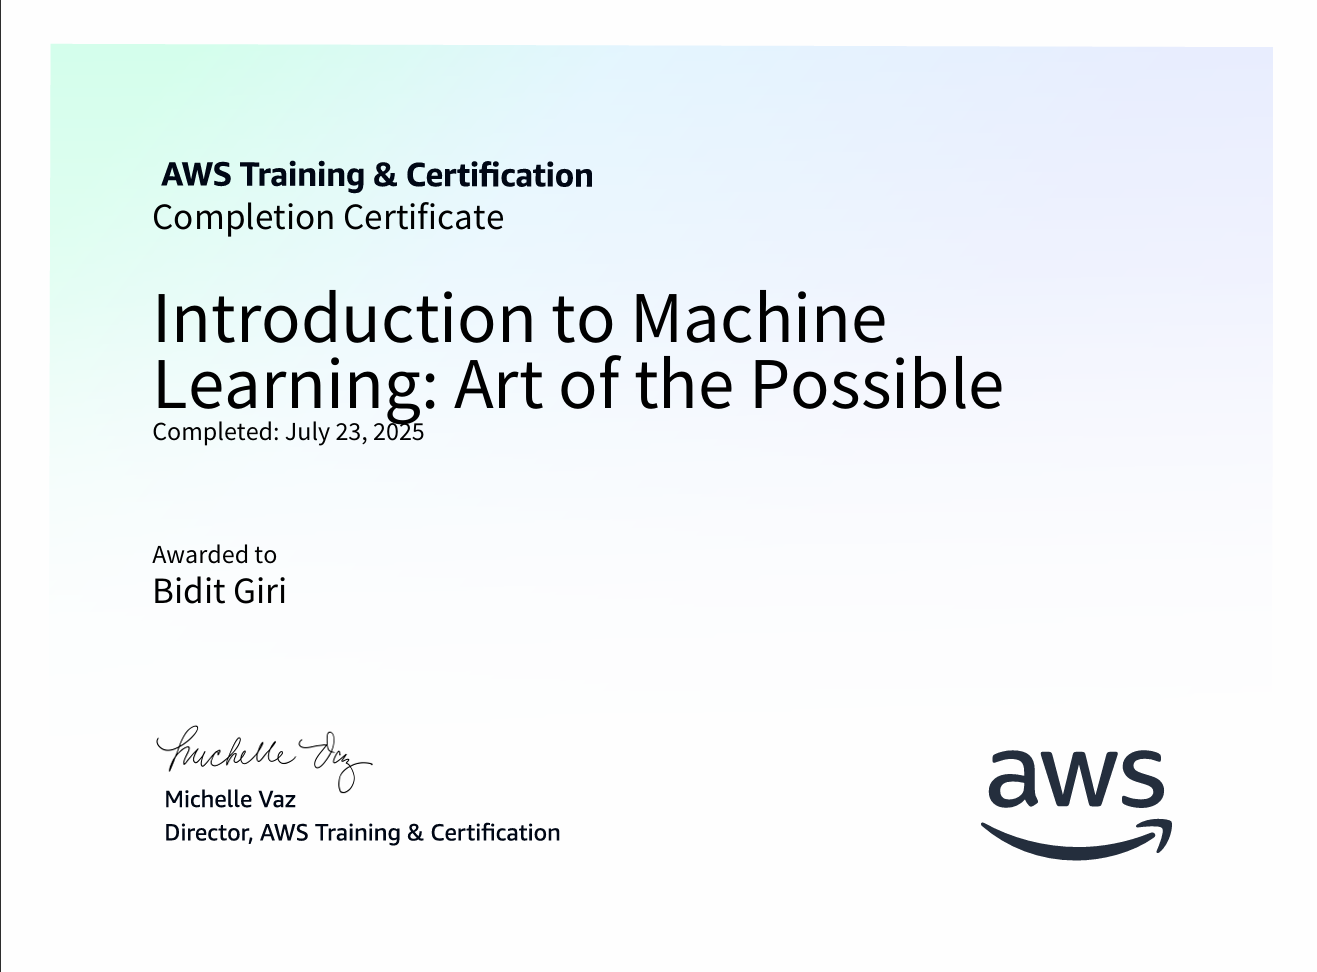 AWS Training & Certification
Completion Certificate
Introduction to Machine
Learning: Art of the Possible
Completed: July 23, 2025
Awarded to
Bidit Giri
Michelle Vaz
Michelle Vaz
Director, AWS Training & Certification
aws